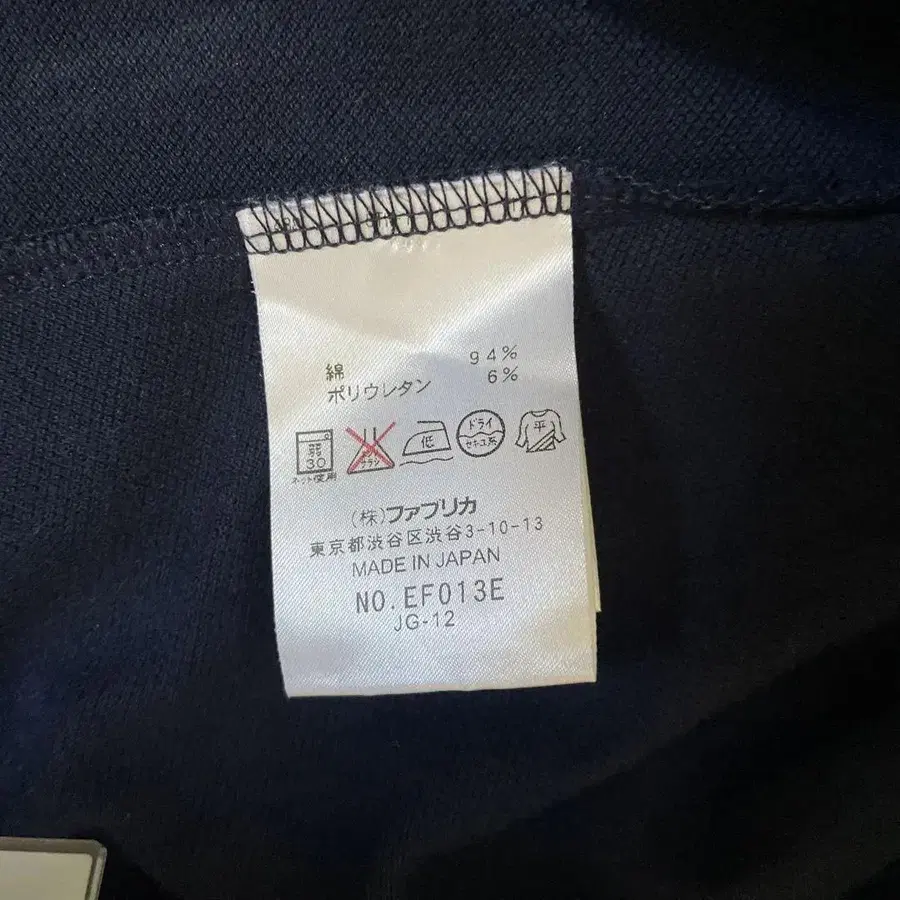 綿 94%
ポリウレタン 6%
弱 30 低 ドライ セキユ系 平
ネット使用
(株)ファブリカ
東京都渋谷区渋谷3-10-13
MADE IN JAPAN
NO.EF013E
JG-12